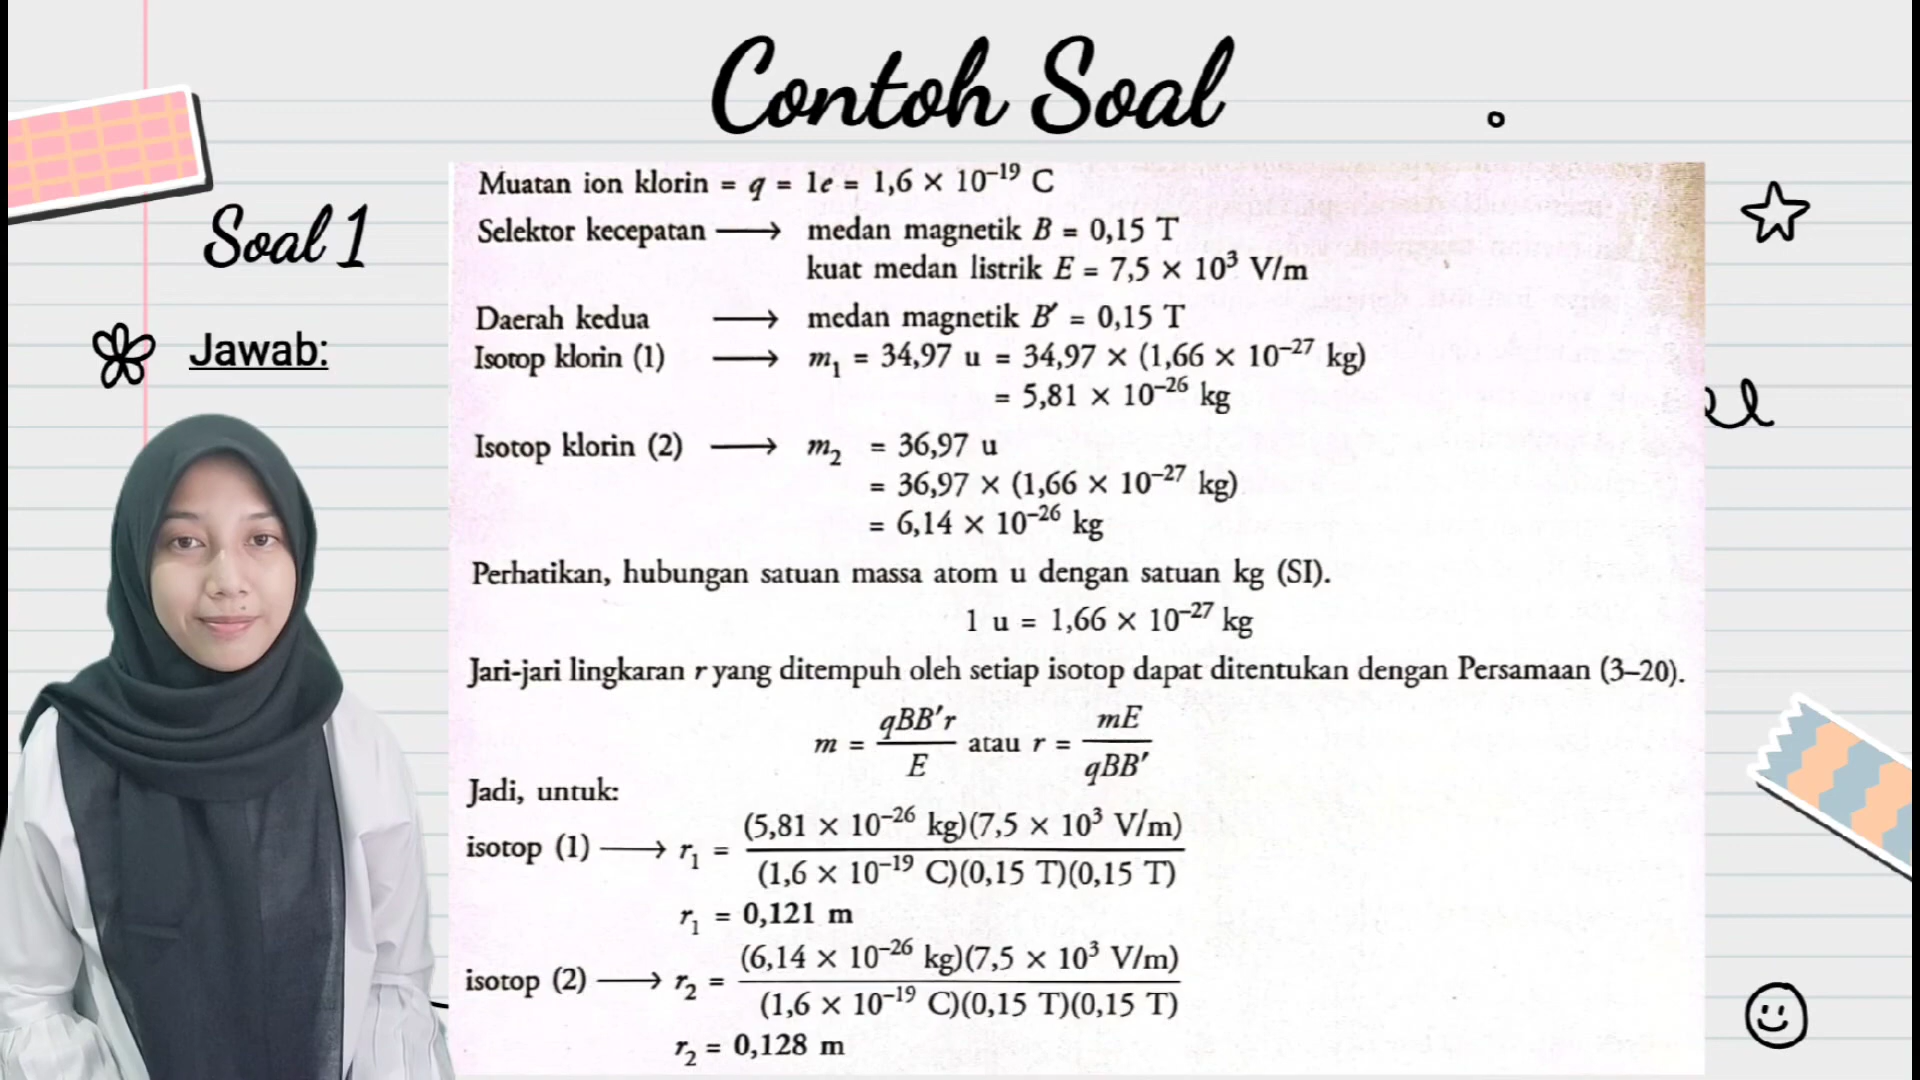 Contoh Soal
Soal 1
Jawab:
Muatan ion klorin = q = 1e = 1,6 × 10⁻¹⁹ C
Selektor kecepatan ⟶ medan magnetik B = 0,15 T
kuat medan listrik E = 7,5 × 10³ V/m
Daerah kedua ⟶ medan magnetik B′ = 0,15 T
Isotop klorin (1) ⟶ m₁ = 34,97 u = 34,97 × (1,66 × 10⁻²⁷ kg)
= 5,81 × 10⁻²⁶ kg
Isotop klorin (2) ⟶ m₂ = 36,97 u
= 36,97 × (1,66 × 10⁻²⁷ kg)
= 6,14 × 10⁻²⁶ kg
Perhatikan, hubungan satuan massa atom u dengan satuan kg (SI).
1 u = 1,66 × 10⁻²⁷ kg
Jari-jari lingkaran r yang ditempuh oleh setiap isotop dapat ditentukan dengan Persamaan (3–20).
m = qBB′r / E atau r = mE / qBB′
Jadi, untuk:
isotop (1) ⟶ r₁ = (5,81 × 10⁻²⁶ kg)(7,5 × 10³ V/m) / (1,6 × 10⁻¹⁹ C)(0,15 T)(0,15 T)
r₁ = 0,121 m
isotop (2) ⟶ r₂ = (6,14 × 10⁻²⁶ kg)(7,5 × 10³ V/m) / (1,6 × 10⁻¹⁹ C)(0,15 T)(0,15 T)
r₂ = 0,128 m